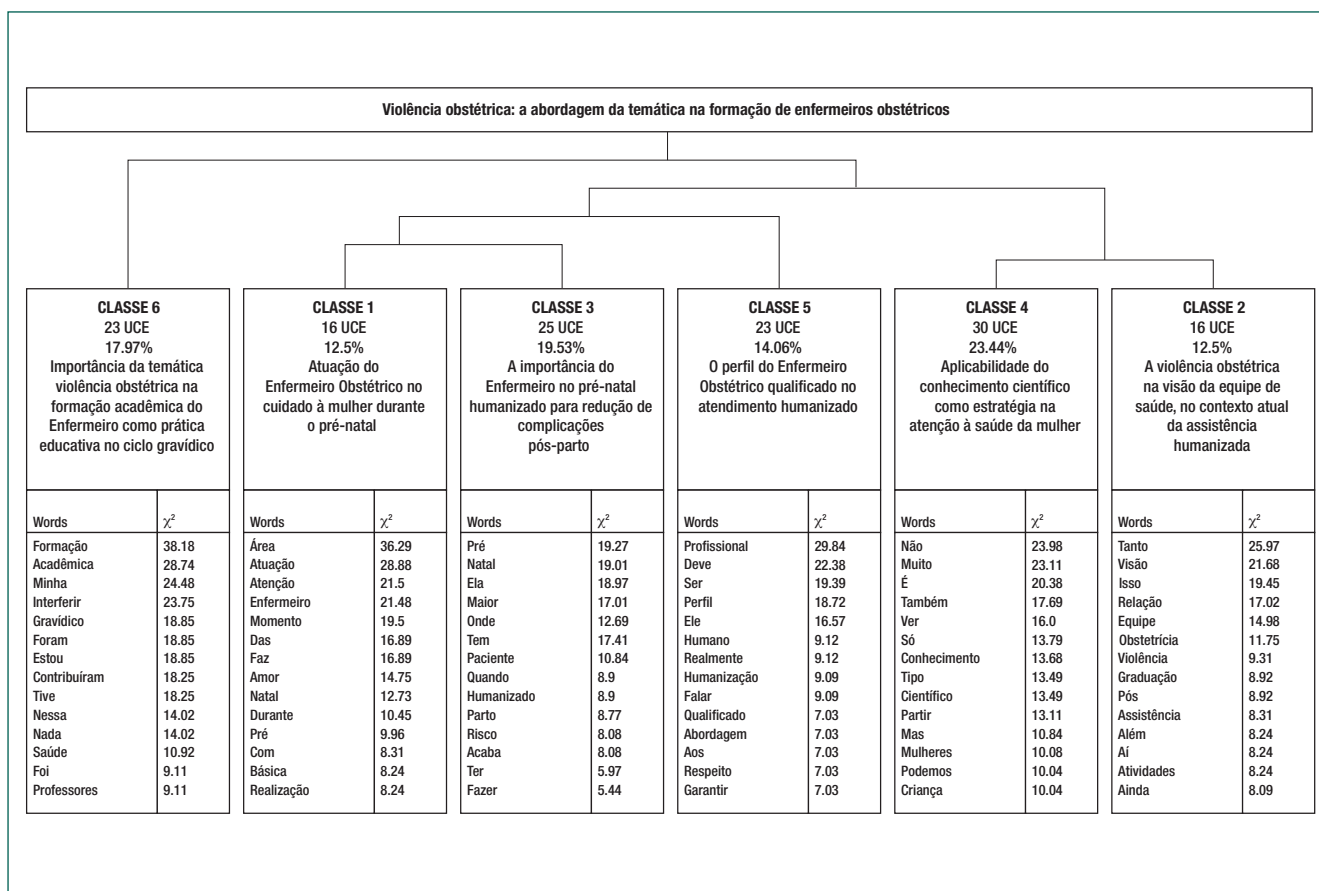 Violência obstétrica: a abordagem da temática na formação de enfermeiros obstétricos
CLASSE 6
23 UCE
17.97%
Importância da temática
violência obstétrica na
formação acadêmica do
Enfermeiro como prática
educativa no ciclo gravídico
Words χ²
Formação 38.18
Acadêmica 28.74
Minha 24.48
Interferir 23.75
Gravídico 18.85
Foram 18.85
Estou 18.85
Contribuíram 18.25
Tive 18.25
Nessa 14.02
Nada 14.02
Saúde 10.92
Foi 9.11
Professores 9.11
CLASSE 1
16 UCE
12.5%
Atuação do
Enfermeiro Obstétrico no
cuidado à mulher durante
o pré-natal
Words χ²
Área 36.29
Atuação 28.88
Atenção 21.5
Enfermeiro 21.48
Momento 19.5
Das 16.89
Faz 16.89
Amor 14.75
Natal 12.73
Durante 10.45
Pré 9.96
Com 8.31
Básica 8.24
Realização 8.24
CLASSE 3
25 UCE
19.53%
A importância do
Enfermeiro no pré-natal
humanizado para redução de
complicações
pós-parto
Words χ²
Pré 19.27
Natal 19.01
Ela 18.97
Maior 17.01
Onde 12.69
Tem 17.41
Paciente 10.84
Quando 8.9
Humanizado 8.9
Parto 8.77
Risco 8.08
Acaba 8.08
Ter 5.97
Fazer 5.44
CLASSE 5
23 UCE
14.06%
O perfil do Enfermeiro
Obstétrico qualificado no
atendimento humanizado
Words χ²
Profissional 29.84
Deve 22.38
Ser 19.39
Perfil 18.72
Ele 16.57
Humano 9.12
Realmente 9.12
Humanização 9.09
Falar 9.09
Qualificado 7.03
Abordagem 7.03
Aos 7.03
Respeito 7.03
Garantir 7.03
CLASSE 4
30 UCE
23.44%
Aplicabilidade do
conhecimento científico
como estratégia na
atenção à saúde da mulher
Words χ²
Não 23.98
Muito 23.11
É 20.38
Também 17.69
Ver 16.0
Só 13.79
Conhecimento 13.68
Tipo 13.49
Científico 13.49
Partir 13.11
Mas 10.84
Mulheres 10.08
Podemos 10.04
Criança 10.04
CLASSE 2
16 UCE
12.5%
A violência obstétrica
na visão da equipe de
saúde, no contexto atual
da assistência
humanizada
Words χ²
Tanto 25.97
Visão 21.68
Isso 19.45
Relação 17.02
Equipe 14.98
Obstetrícia 11.75
Violência 9.31
Graduação 8.92
Pós 8.92
Assistência 8.31
Além 8.24
Aí 8.24
Atividades 8.24
Ainda 8.09